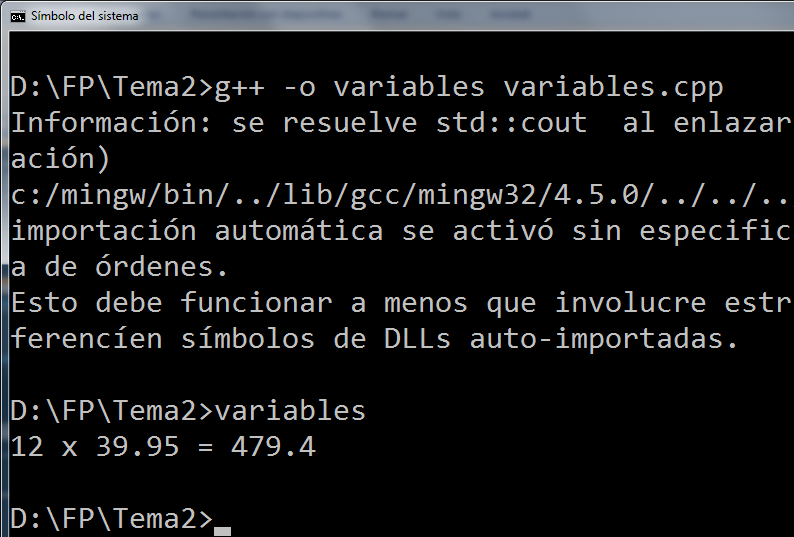 Símbolo del sistema
D:\FP\Tema2>g++ -o variables variables.cpp
Información: se resuelve std::cout  al enlazar
ación)
c:/mingw/bin/../lib/gcc/mingw32/4.5.0/../../..
importación automática se activó sin especific
a de órdenes.
Esto debe funcionar a menos que involucre estr
ferencíen símbolos de DLLs auto-importadas.
D:\FP\Tema2>variables
12 x 39.95 = 479.4
D:\FP\Tema2>